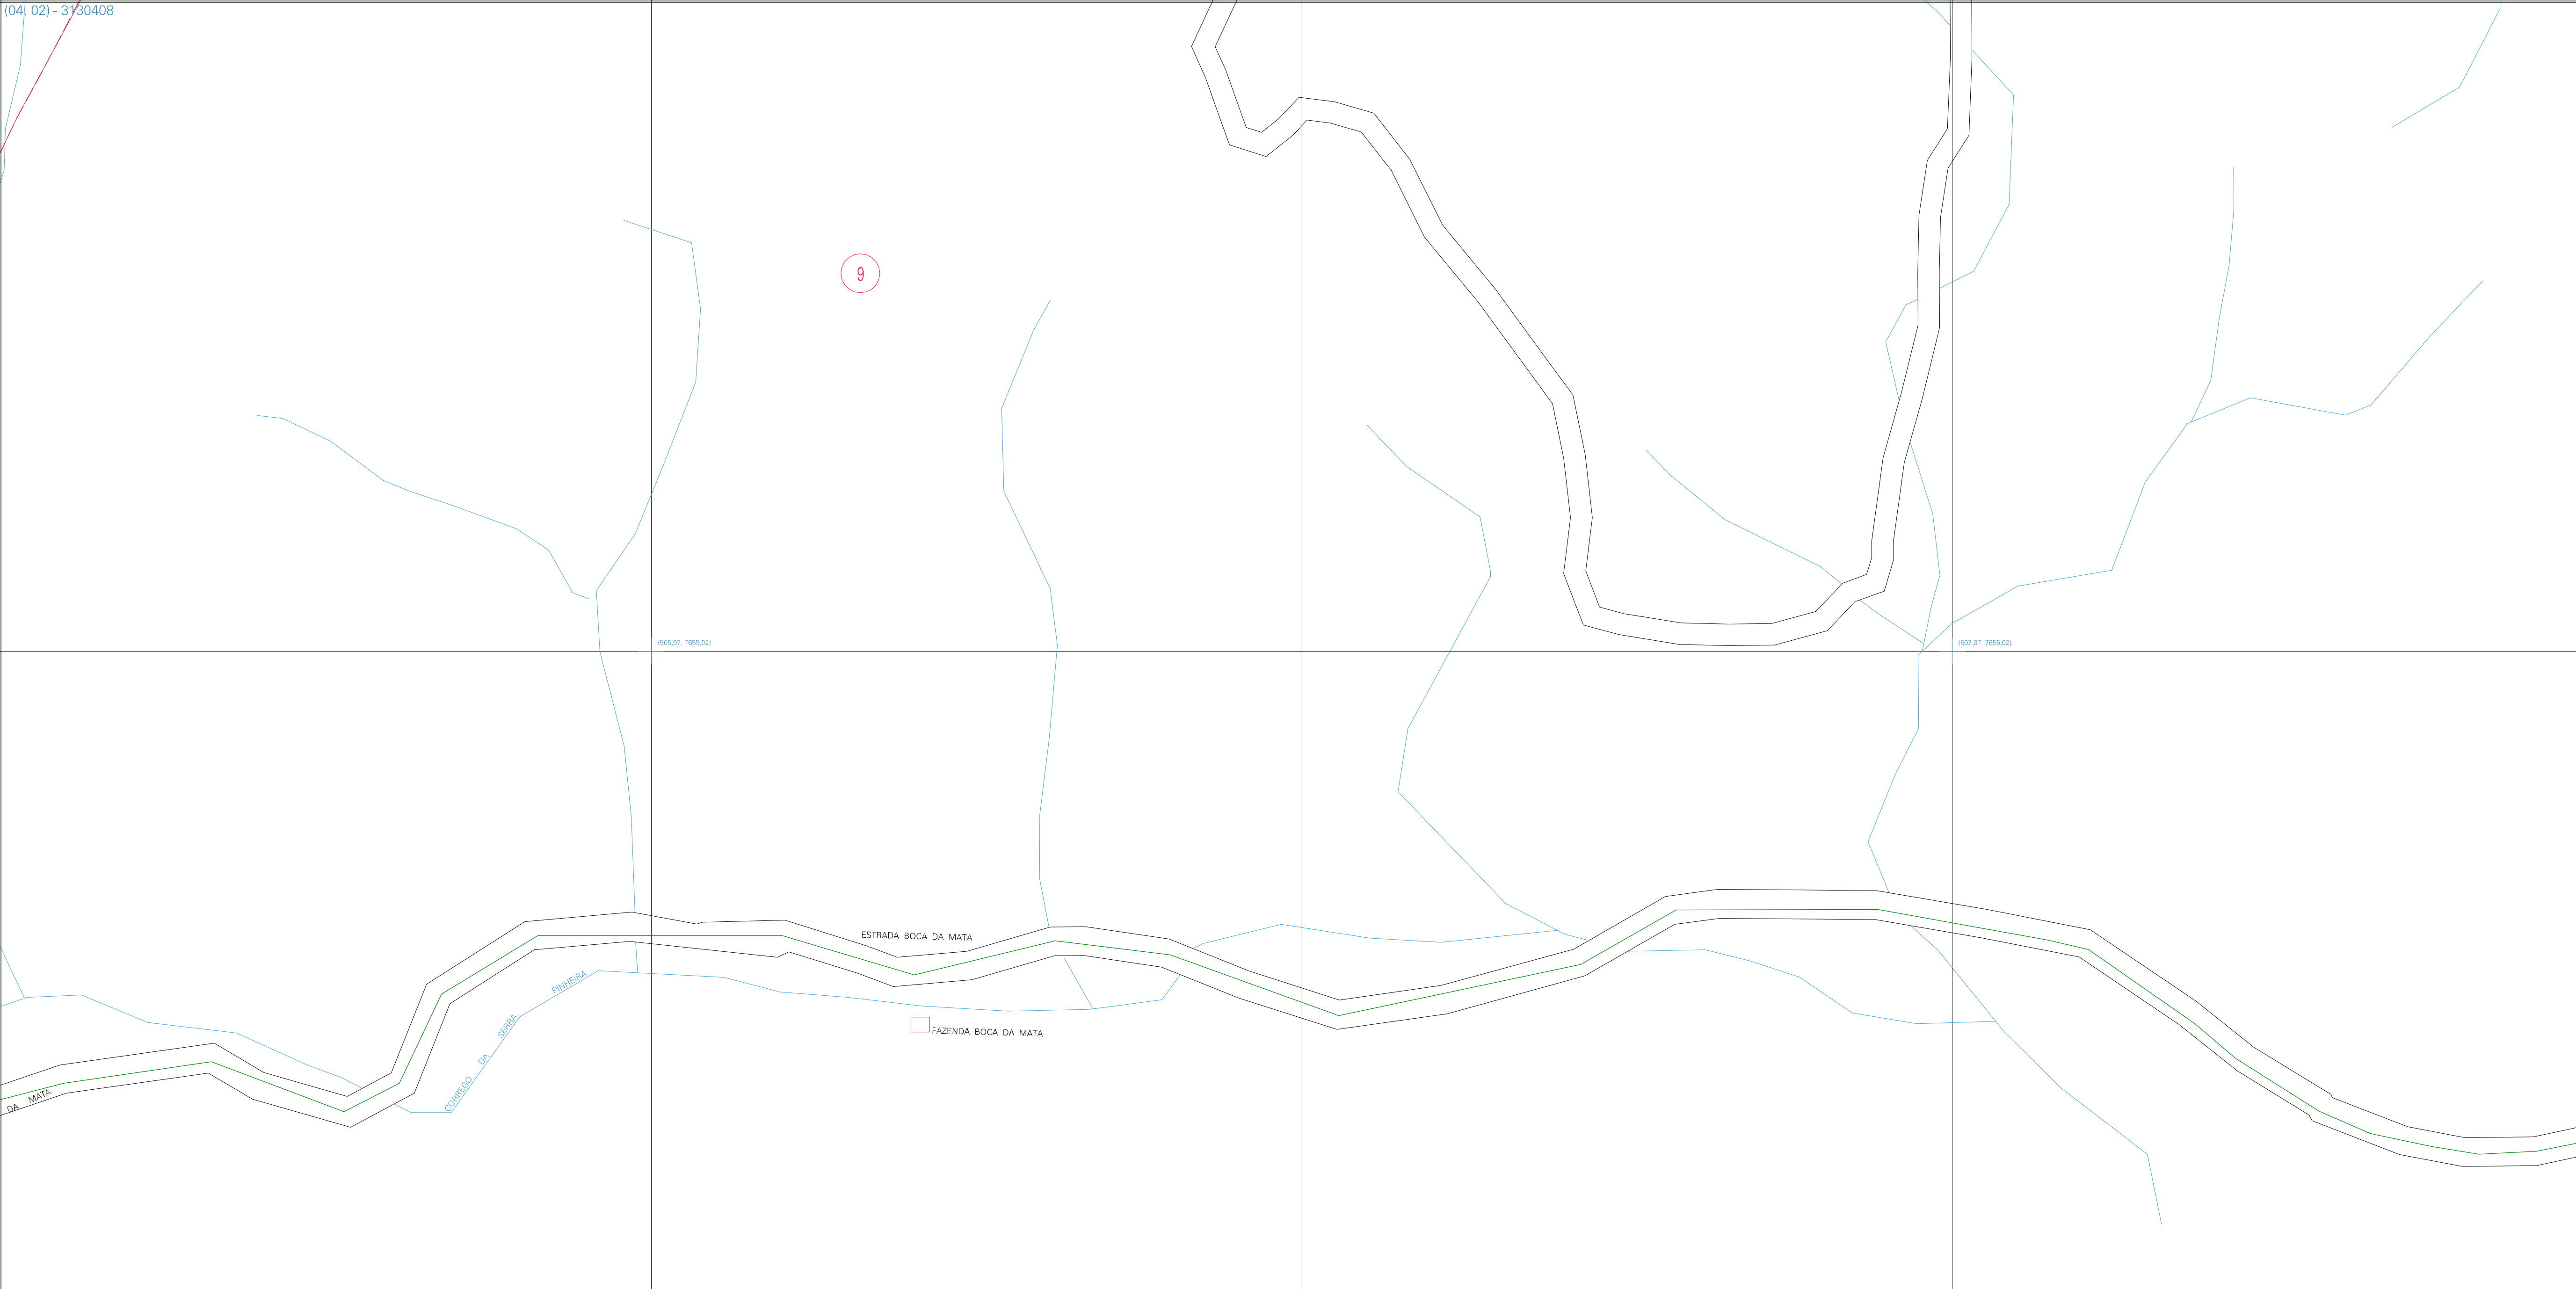 (04, 02) - 3130408
9
(505,97, 7655,02)
(507,97, 7655,02)
ESTRADA BOCA DA MATA
CORREGO DA SERRA PINHEIRA
FAZENDA BOCA DA MATA
DA MATA